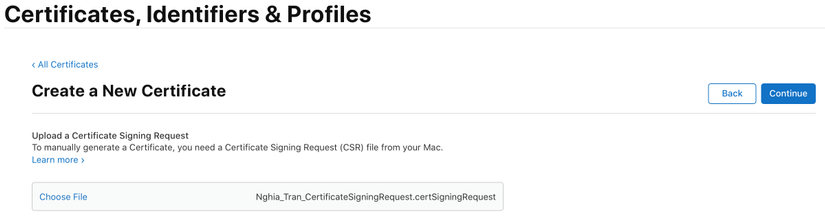 Certificates, Identifiers & Profiles
‹ All Certificates
Create a New Certificate
Back
Continue
Upload a Certificate Signing Request
To manually generate a Certificate, you need a Certificate Signing Request (CSR) file from your Mac.
Learn more ›
Choose File
Nghia_Tran_CertificateSigningRequest.certSigningRequest